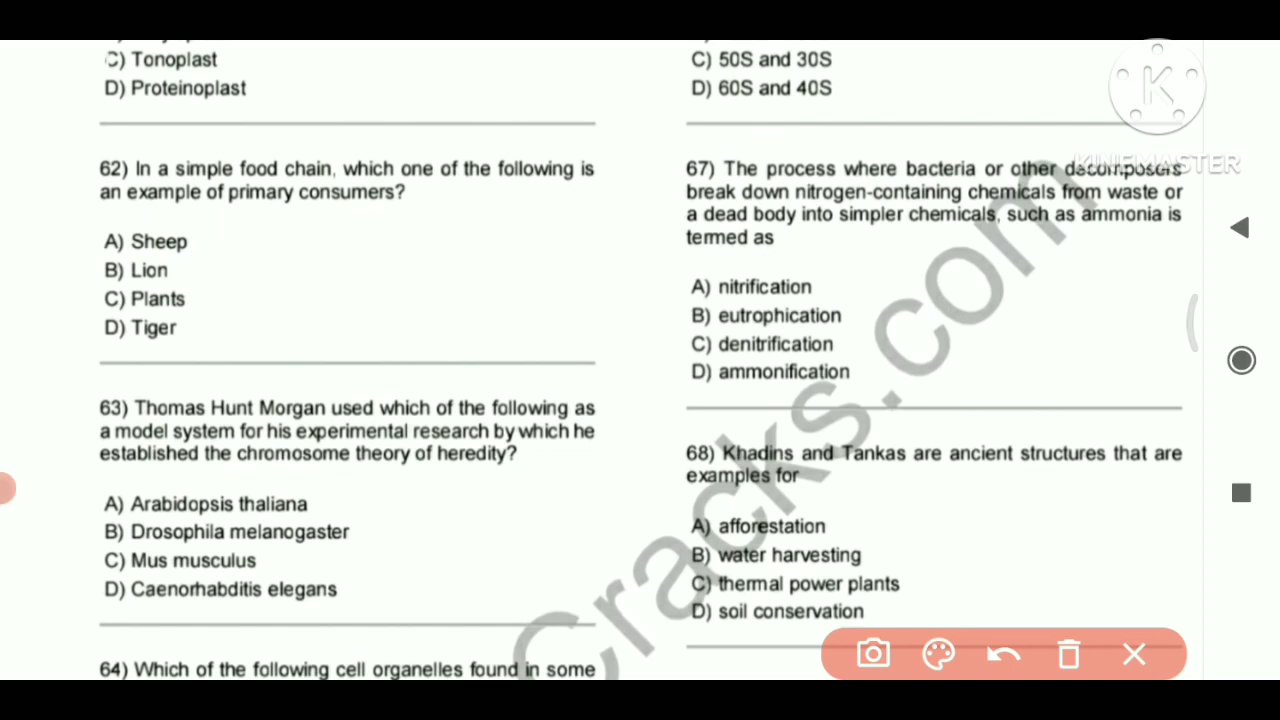 C) Tonoplast
D) Proteinoplast
62) In a simple food chain, which one of the following is
an example of primary consumers?
A) Sheep
B) Lion
C) Plants
D) Tiger
63) Thomas Hunt Morgan used which of the following as
a model system for his experimental research by which he
established the chromosome theory of heredity?
A) Arabidopsis thaliana
B) Drosophila melanogaster
C) Mus musculus
D) Caenorhabditis elegans
64) Which of the following cell organelles found in some
C) 50S and 30S
D) 60S and 40S
67) The process where bacteria or other decomposers
break down nitrogen-containing chemicals from waste or
a dead body into simpler chemicals, such as ammonia is
termed as
A) nitrification
B) eutrophication
C) denitrification
D) ammonification
68) Khadins and Tankas are ancient structures that are
examples for
A) afforestation
B) water harvesting
C) thermal power plants
D) soil conservation
Cracks.com
K
KINEMASTER